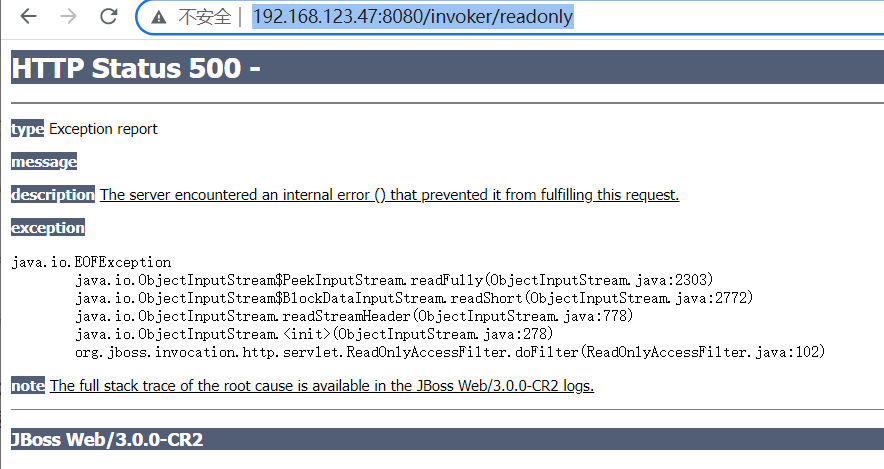 不安全 192.168.123.47:8080/invoker/readonly
HTTP Status 500 -
type Exception report
message
description The server encountered an internal error () that prevented it from fulfilling this request.
exception
java.io.EOFException
java.io.ObjectInputStream$PeekInputStream.readFully(ObjectInputStream.java:2303)
java.io.ObjectInputStream$BlockDataInputStream.readShort(ObjectInputStream.java:2772)
java.io.ObjectInputStream.readStreamHeader(ObjectInputStream.java:778)
java.io.ObjectInputStream.<init>(ObjectInputStream.java:278)
org.jboss.invocation.http.servlet.ReadOnlyAccessFilter.doFilter(ReadOnlyAccessFilter.java:102)
note The full stack trace of the root cause is available in the JBoss Web/3.0.0-CR2 logs.
JBoss Web/3.0.0-CR2